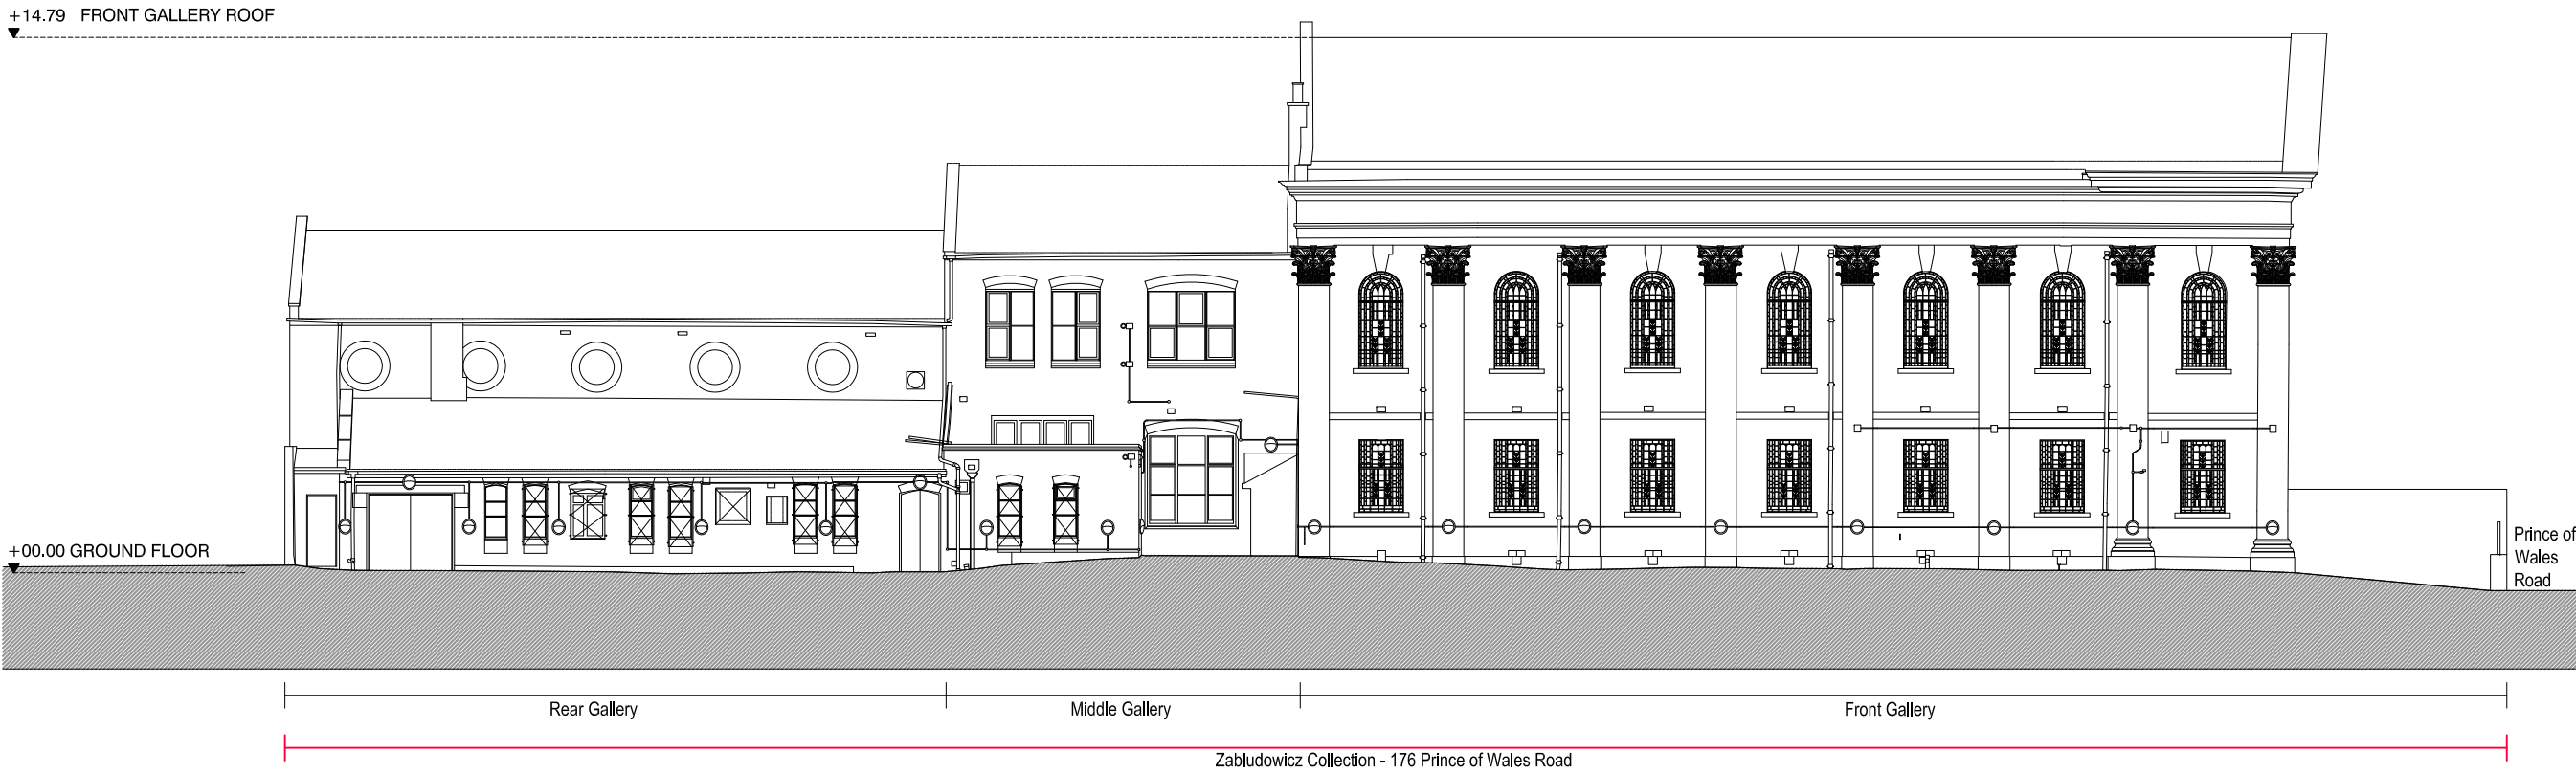 +14.79 FRONT GALLERY ROOF
+00.00 GROUND FLOOR
Prince of
Wales
Road
Rear Gallery
Middle Gallery
Front Gallery
Zabludowicz Collection - 176 Prince of Wales Road